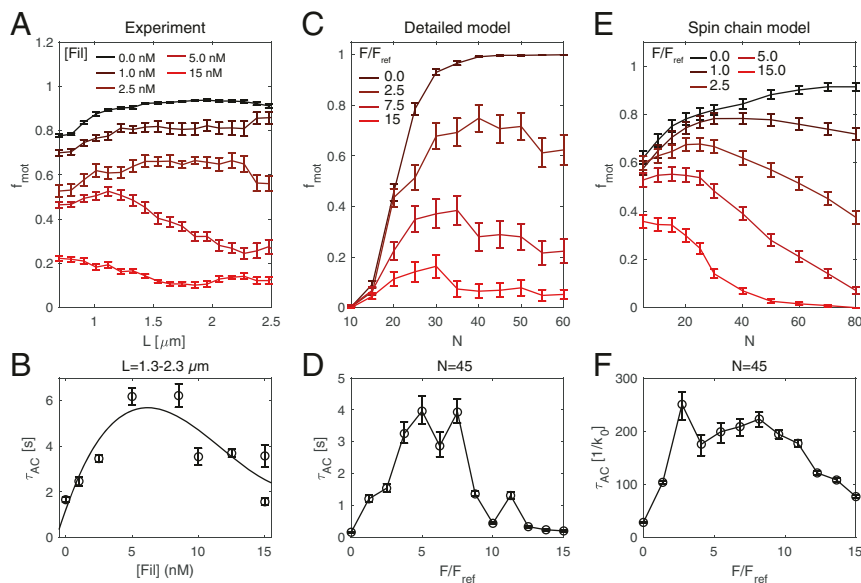 A
Experiment
[Fil]
0.0 nM
5.0 nM
1.0 nM
15 nM
2.5 nM
1.2
1
0.8
0.6
0.4
0.2
0
f_mot
1
1.5
2
2.5
L [μm]
C
Detailed model
F/F_ref
0.0
2.5
7.5
15
1
0.8
0.6
0.4
0.2
0
f_mot
10
20
30
40
50
60
N
E
Spin chain model
F/F_ref
0.0
5.0
1.0
15.0
2.5
1
0.8
0.6
0.4
0.2
0
f_mot
20
40
60
80
N
B
L=1.3-2.3 μm
6
4
2
0
τ_AC [s]
0
5
10
15
[Fil] (nM)
D
N=45
5
4
3
2
1
0
τ_AC [s]
0
5
10
15
F/F_ref
F
N=45
300
200
100
0
τ_AC [1/k_0]
0
5
10
15
F/F_ref